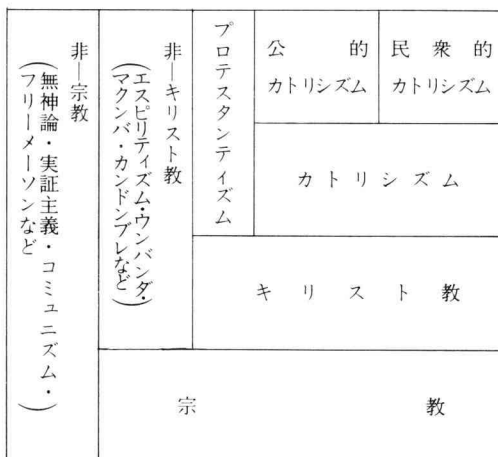 民衆的
カトリシズム
公的
カトリシズム
カトリシズム
プロテスタンティズム
キリスト教
非―キリスト教
(エスピリティズム・ウンバンダ・
マクンバ・カンドンブレなど)
宗教
非―宗教
(無神論・実証主義・コミュニズム・
フリーメーソンなど)